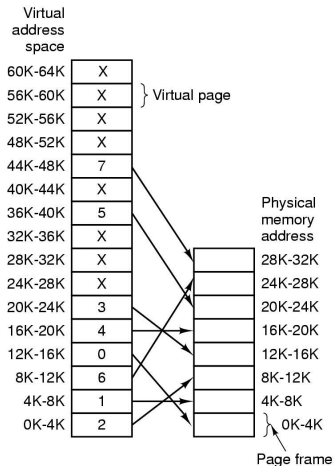 Virtual
address
space
60K-64K X
56K-60K X Virtual page
52K-56K X
48K-52K X
44K-48K 7
40K-44K X
36K-40K 5
32K-36K X
28K-32K X
24K-28K X
20K-24K 3
16K-20K 4
12K-16K 0
8K-12K 6
4K-8K 1
0K-4K 2
Physical
memory
address
28K-32K
24K-28K
20K-24K
16K-20K
12K-16K
8K-12K
4K-8K
0K-4K
Page frame